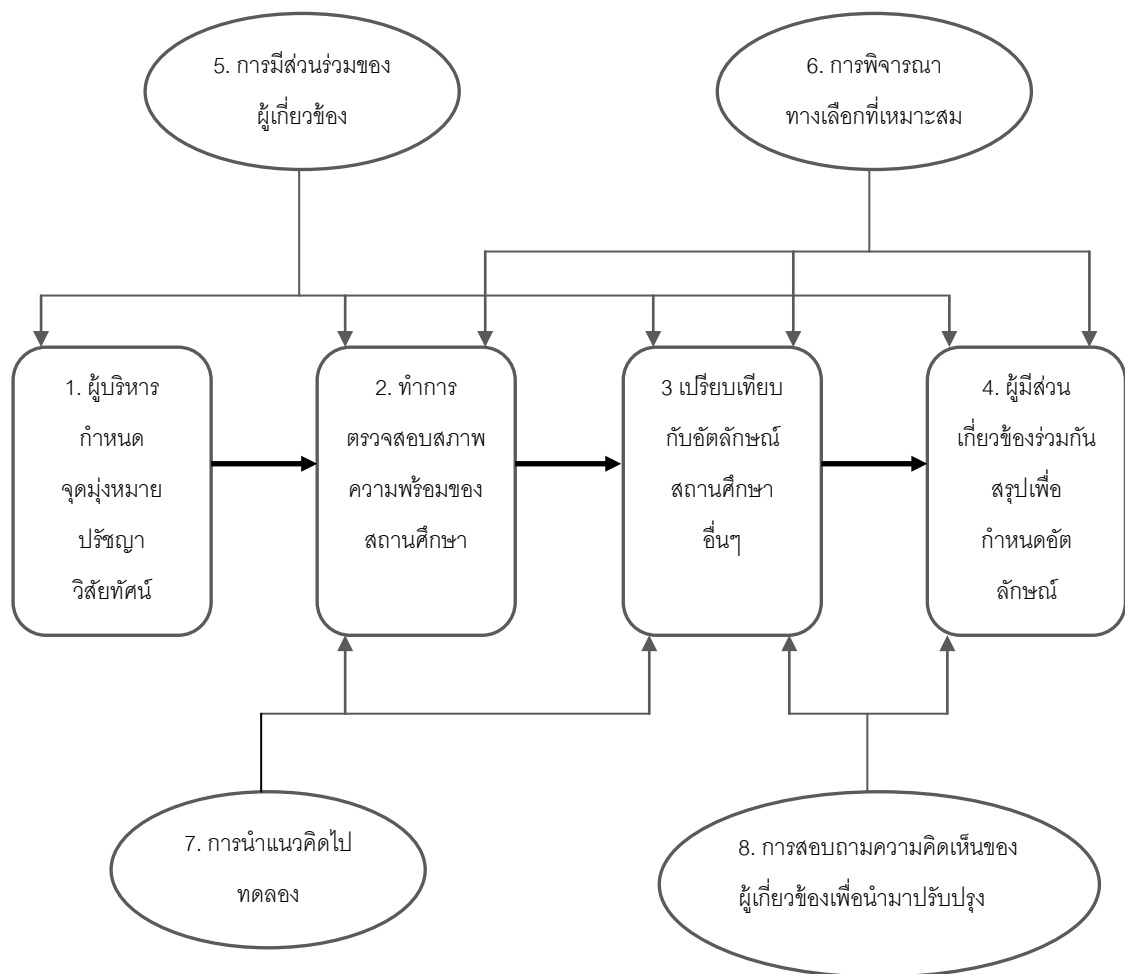 5. การมีส่วนร่วมของ
ผู้เกี่ยวข้อง
6. การพิจารณา
ทางเลือกที่เหมาะสม
1. ผู้บริหาร
กำหนด
จุดมุ่งหมาย
ปรัชญา
วิสัยทัศน์
2. ทำการ
ตรวจสอบสภาพ
ความพร้อมของ
สถานศึกษา
3 เปรียบเทียบ
กับอัตลักษณ์
สถานศึกษา
อื่นๆ
4. ผู้มีส่วน
เกี่ยวข้องร่วมกัน
สรุปเพื่อ
กำหนดอัต
ลักษณ์
7. การนำแนวคิดไป
ทดลอง
8. การสอบถามความคิดเห็นของ
ผู้เกี่ยวข้องเพื่อนำมาปรับปรุง